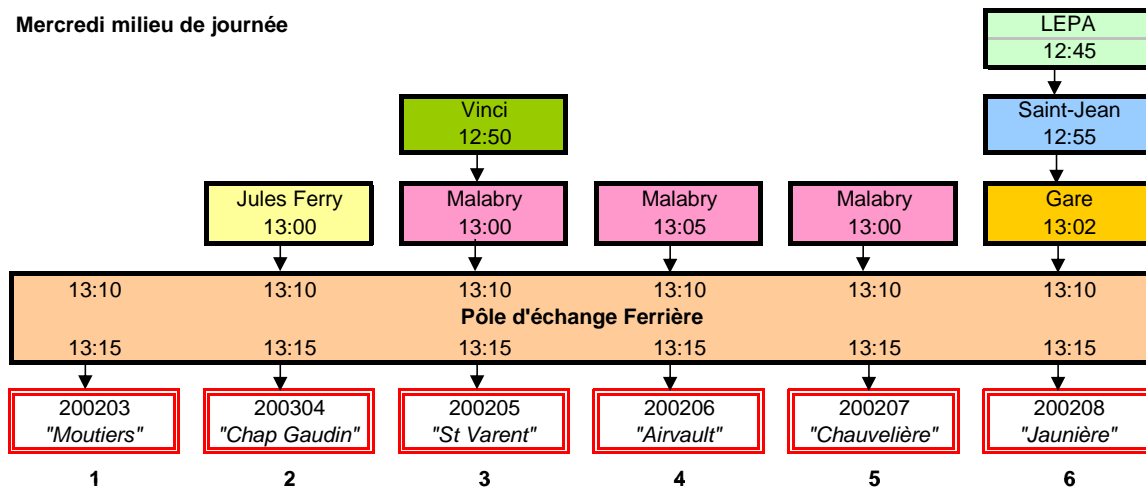 Mercredi milieu de journée
LEPA
12:45
Vinci
12:50
Saint-Jean
12:55
Jules Ferry
13:00
Malabry
13:00
Malabry
13:05
Malabry
13:00
Gare
13:02
13:10 13:10 13:10 13:10 13:10 13:10
Pôle d'échange Ferrière
13:15 13:15 13:15 13:15 13:15 13:15
200203
"Moutiers"
200304
"Chap Gaudin"
200205
"St Varent"
200206
"Airvault"
200207
"Chauvelière"
200208
"Jaunière"
1 2 3 4 5 6